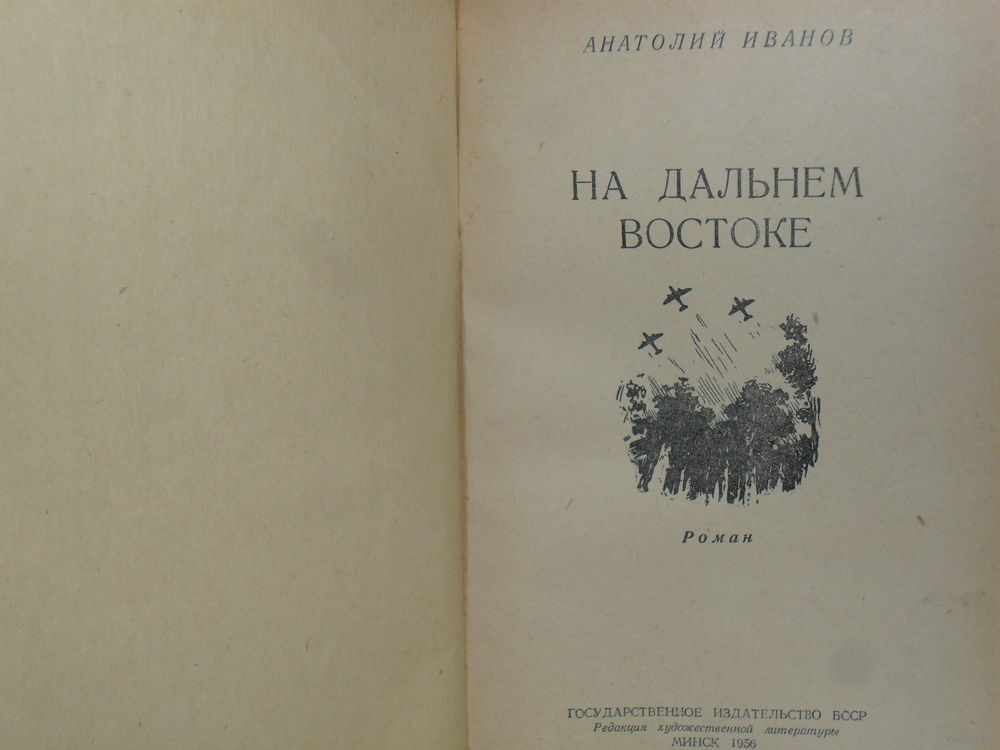 АНАТОЛИЙ ИВАНОВ
НА ДАЛЬНЕМ
ВОСТОКЕ
Роман
ГОСУДАРСТВЕННОЕ ИЗДАТЕЛЬСТВО БССР
Редакция художественной литературы
МИНСК 1956